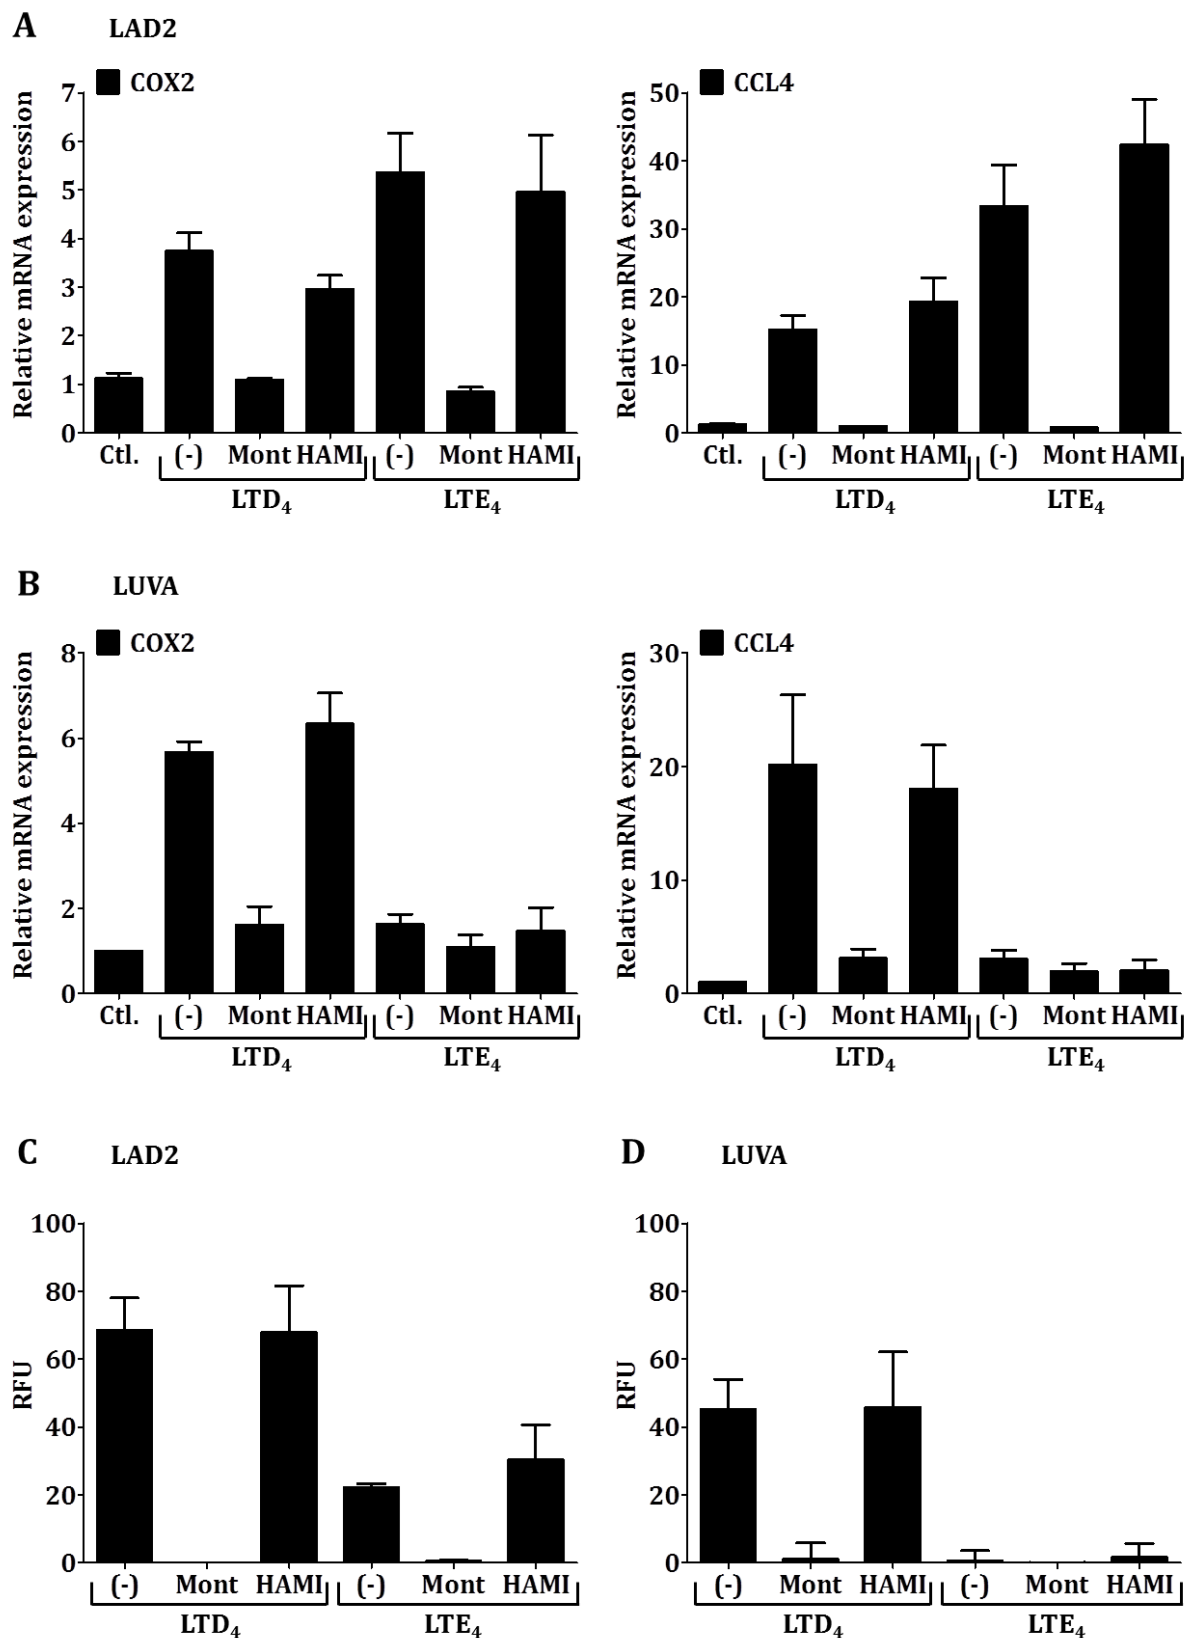 A LAD2
COX2
Relative mRNA expression
7
6
5
4
3
2
1
0
Ctl. (-) Mont HAMI (-) Mont HAMI
LTD4 LTE4
CCL4
Relative mRNA expression
50
40
30
20
10
0
Ctl. (-) Mont HAMI (-) Mont HAMI
LTD4 LTE4
B LUVA
COX2
Relative mRNA expression
8
6
4
2
0
Ctl. (-) Mont HAMI (-) Mont HAMI
LTD4 LTE4
CCL4
Relative mRNA expression
30
20
10
0
Ctl. (-) Mont HAMI (-) Mont HAMI
LTD4 LTE4
C LAD2
RFU
100
80
60
40
20
0
(-) Mont HAMI (-) Mont HAMI
LTD4 LTE4
D LUVA
RFU
100
80
60
40
20
0
(-) Mont HAMI (-) Mont HAMI
LTD4 LTE4